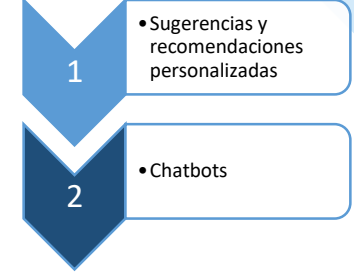 1
•Sugerencias y
recomendaciones
personalizadas
2
•Chatbots